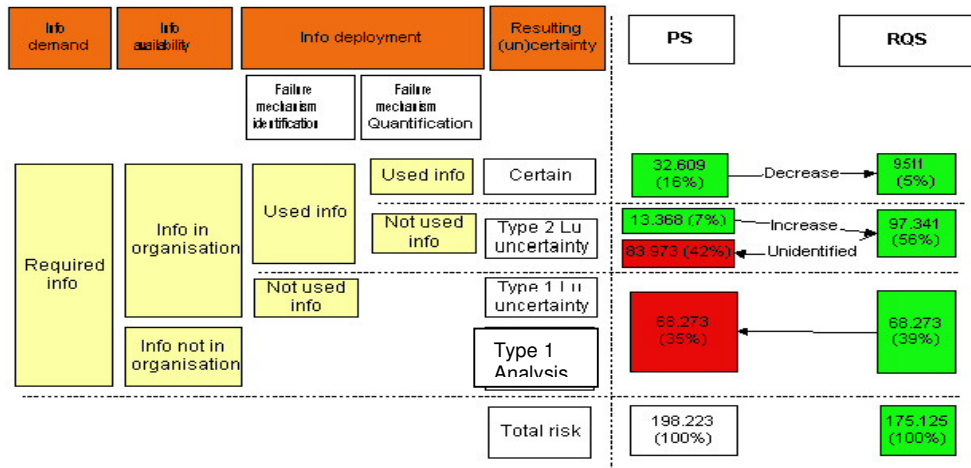 Info
demand
Info
availability
Info deployment
Resulting
(un)certainty
PS
RQS
Failure
mechanism
identification
Failure
mechanism
Quantification
Required
info
Info in
organisation
Info not in
organisation
Used info
Not used
info
Used info
Not used
info
Certain
Type 2 Lu
uncertainty
Type 1 Lu
uncertainty
Type 1
Analysis
Total risk
32.609
(16%)
Decrease
9.511
(5%)
13.368 (7%)
Increase
97.341
(56%)
83.973 (42%)
Unidentified
68.273
(35%)
68.273
(39%)
198.223
(100%)
175.125
(100%)